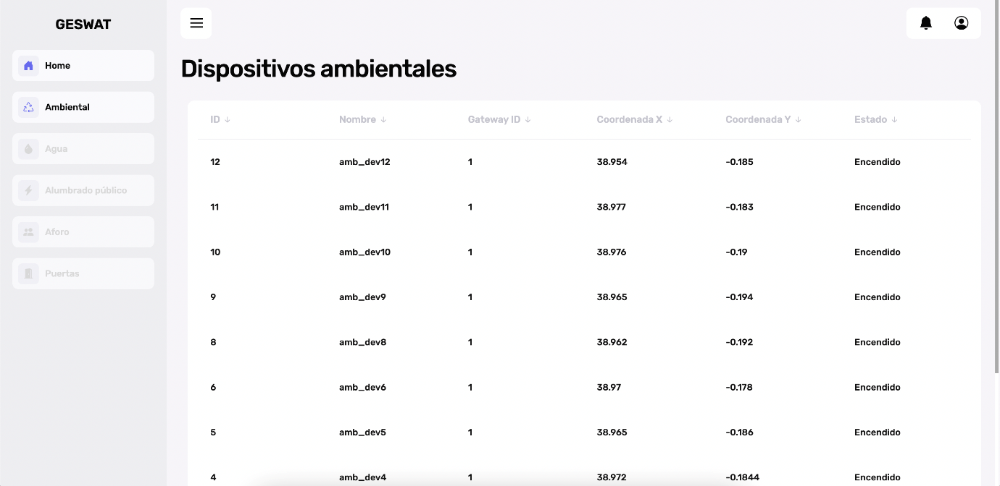 GESWAT
Home
Ambiental
Agua
Alumbrado público
Aforo
Puertas
Dispositivos ambientales
ID Nombre Gateway ID Coordenada X Coordenada Y Estado
12 amb_dev12 1 38.954 -0.185 Encendido
11 amb_dev11 1 38.977 -0.183 Encendido
10 amb_dev10 1 38.976 -0.19 Encendido
9 amb_dev9 1 38.965 -0.194 Encendido
8 amb_dev8 1 38.962 -0.192 Encendido
6 amb_dev6 1 38.97 -0.178 Encendido
5 amb_dev5 1 38.965 -0.186 Encendido
4 amb_dev4 1 38.972 -0.1844 Encendido